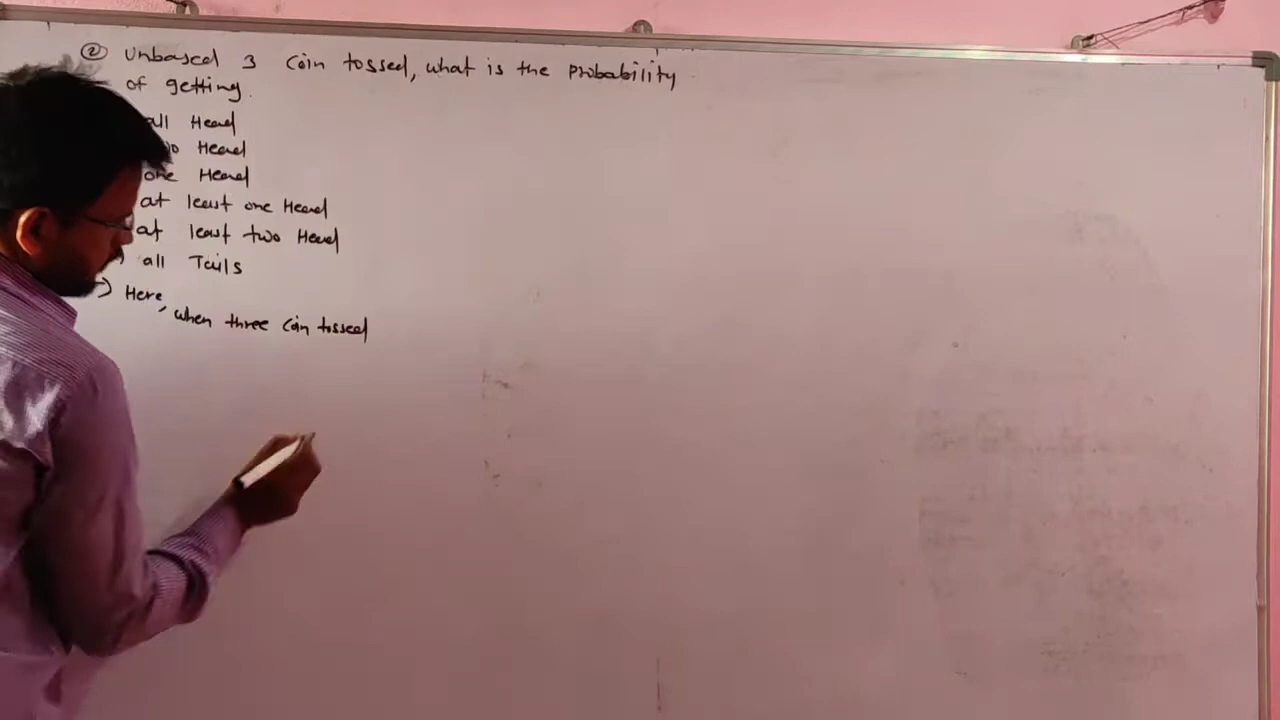 ② Unbased 3 coin tossed, what is the probability
of getting.
all Head
Head
one Head
at least one Head
at least two Head
all Tails
Here,
when three coin tossed